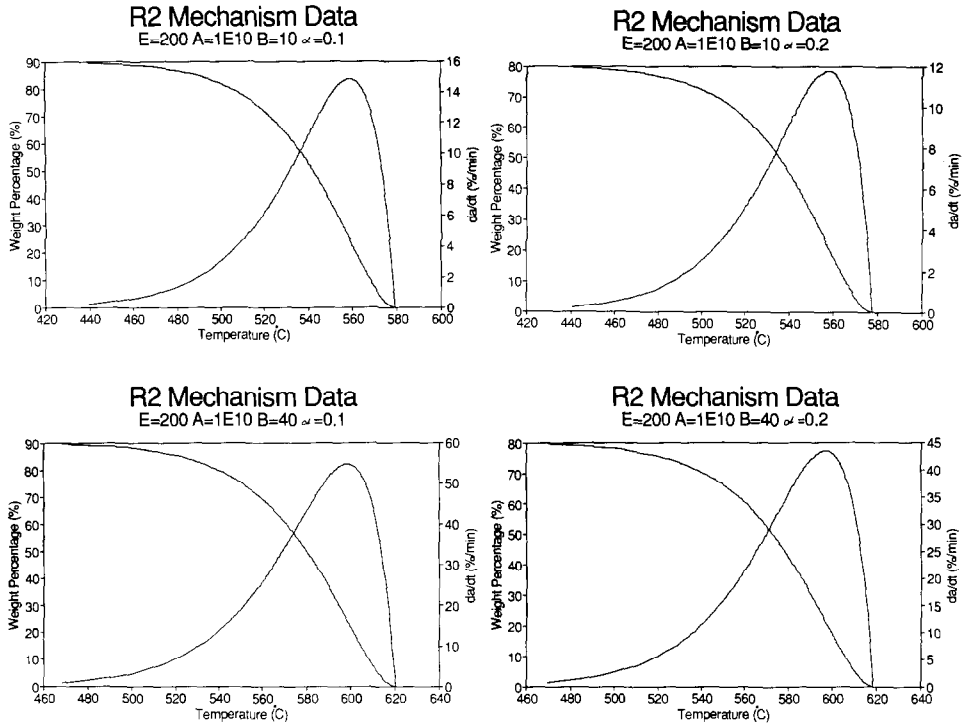 R2 Mechanism Data
E=200 A=1E10 B=10 ∝=0.1
90
80
70
60
50
40
30
20
10
0
Weight Percentage (%)
16
14
12
10
8
6
4
2
0
da/dt (%/min)
420 440 460 480 500 520 540 560 580 600
Temperature (°C)
R2 Mechanism Data
E=200 A=1E10 B=10 ∝=0.2
80
70
60
50
40
30
20
10
0
Weight Percentage (%)
12
10
8
6
4
2
0
da/dt (%/min)
420 440 460 480 500 520 540 560 580 600
Temperature (°C)
R2 Mechanism Data
E=200 A=1E10 B=40 ∝=0.1
90
80
70
60
50
40
30
20
10
0
Weight Percentage (%)
60
50
40
30
20
10
0
da/dt (%/min)
460 480 500 520 540 560 580 600 620 640
Temperature (°C)
R2 Mechanism Data
E=200 A=1E10 B=40 ∝=0.2
80
70
60
50
40
30
20
10
0
Weight Percentage (%)
45
40
35
30
25
20
15
10
5
0
da/dt (%/min)
460 480 500 520 540 560 580 600 620 640
Temperature (°C)